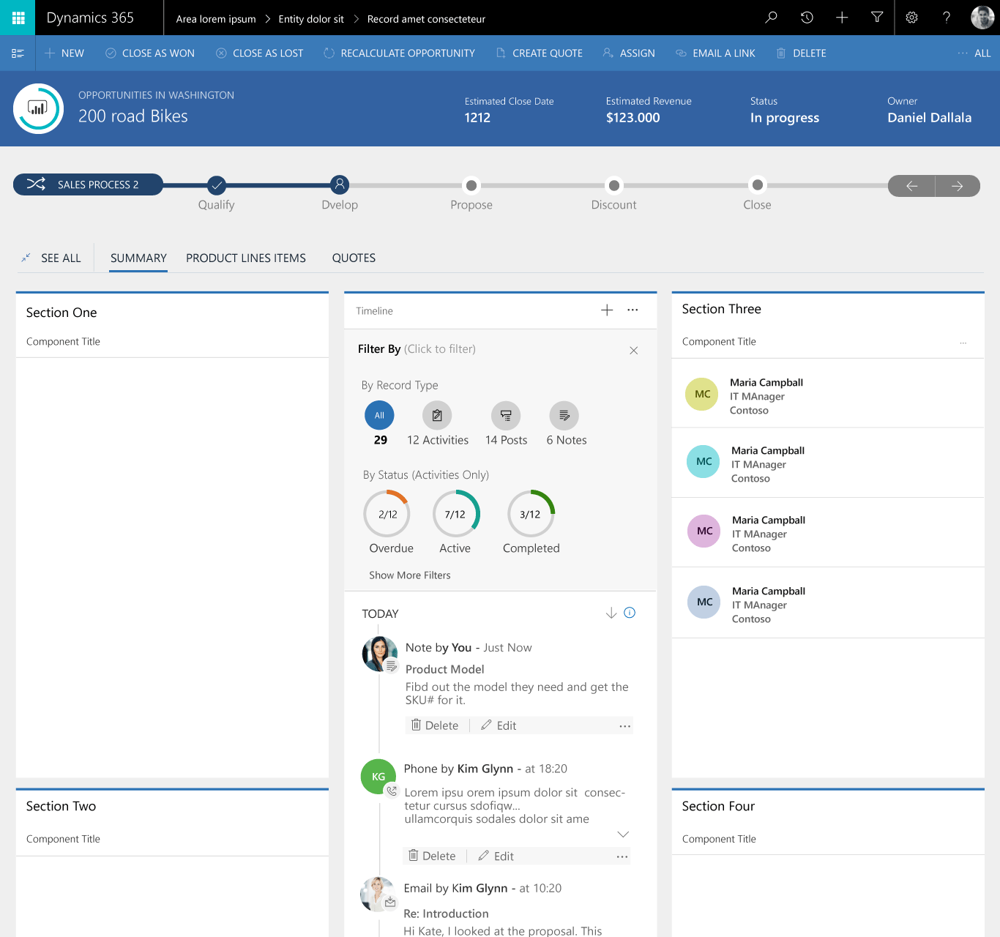 Dynamics 365
Area lorem ipsum > Entity dolor sit > Record amet consecteteur
?
NEW CLOSE AS WON CLOSE AS LOST RECALCULATE OPPORTUNITY CREATE QUOTE ASSIGN EMAIL A LINK DELETE ··· ALL
OPPORTUNITIES IN WASHINGTON
200 road Bikes
Estimated Close Date
1212
Estimated Revenue
$123.000
Status
In progress
Owner
Daniel Dallala
SALES PROCESS 2
Qualify
Dvelop
Propose
Discount
Close
SEE ALL
SUMMARY
PRODUCT LINES ITEMS
QUOTES
Section One
Component Title
Timeline
Filter By (Click to filter)
By Record Type
All
29
12 Activities
14 Posts
6 Notes
By Status (Activities Only)
2/12
7/12
3/12
Overdue
Active
Completed
Show More Filters
TODAY
Note by You - Just Now
Product Model
Fibd out the model they need and get the
SKU# for it.
Delete
Edit
···
KG
Phone by Kim Glynn - at 18:20
Lorem ipsu orem ipsum dolor sit consec-
tetur cursus sdofiqw...
ullamcorquis sodales dolor sit ame
Delete
Edit
···
Email by Kim Glynn - at 10:20
Re: Introduction
Hi Kate, I looked at the proposal. This
Section Three
Component Title
...
MC
Maria Campball
IT MAnager
Contoso
MC
Maria Campball
IT MAnager
Contoso
MC
Maria Campball
IT MAnager
Contoso
MC
Maria Campball
IT MAnager
Contoso
Section Two
Component Title
Section Four
Component Title